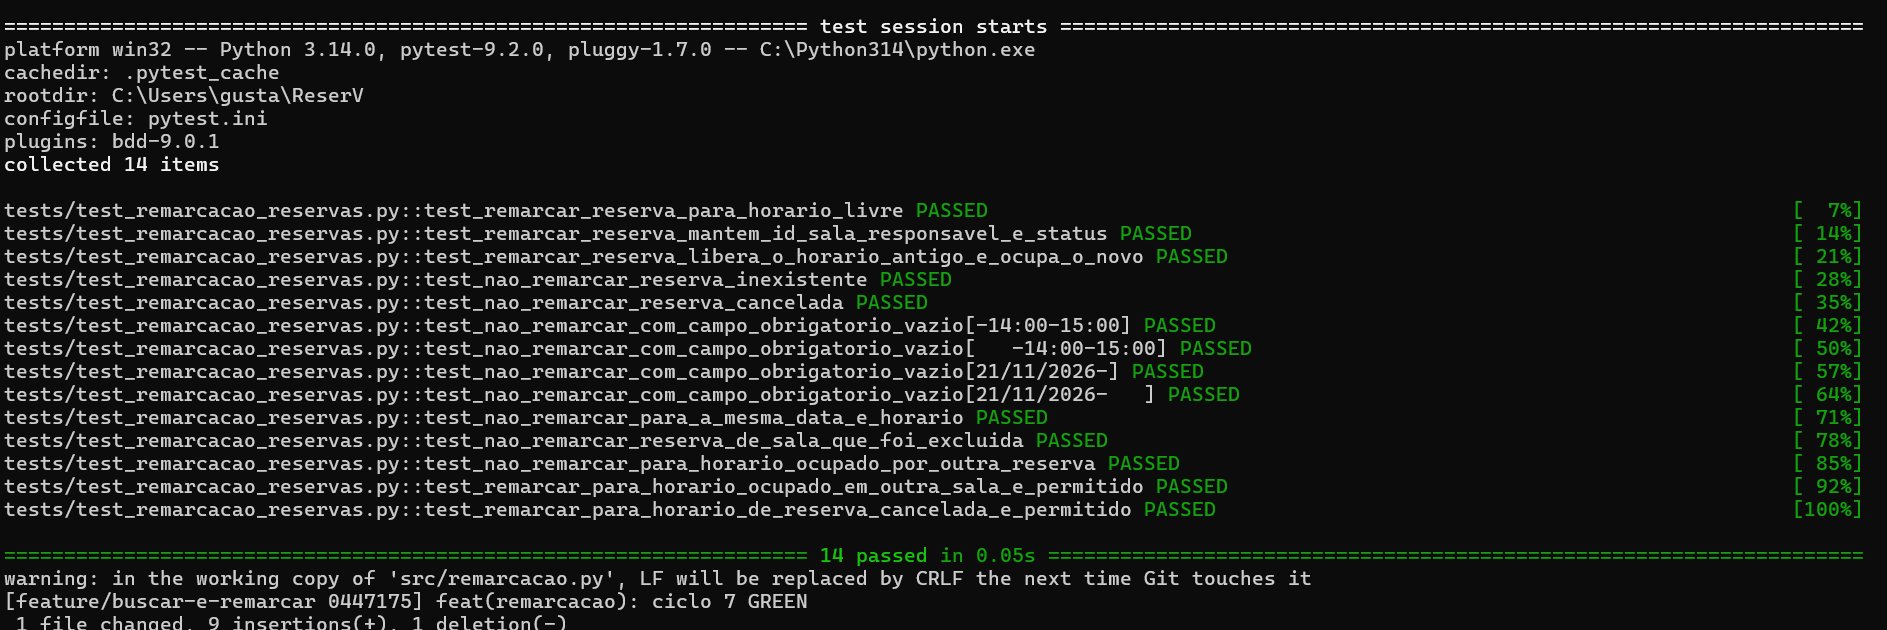 =================================================================== test session starts ===================================================================
platform win32 -- Python 3.14.0, pytest-9.2.0, pluggy-1.7.0 -- C:\Python314\python.exe
cachedir: .pytest_cache
rootdir: C:\Users\gusta\ReserV
configfile: pytest.ini
plugins: bdd-9.0.1
collected 14 items
tests/test_remarcacao_reservas.py::test_remarcar_reserva_para_horario_livre PASSED [  7%]
tests/test_remarcacao_reservas.py::test_remarcar_reserva_mantem_id_sala_responsavel_e_status PASSED [ 14%]
tests/test_remarcacao_reservas.py::test_remarcar_reserva_libera_o_horario_antigo_e_ocupa_o_novo PASSED [ 21%]
tests/test_remarcacao_reservas.py::test_nao_remarcar_reserva_inexistente PASSED [ 28%]
tests/test_remarcacao_reservas.py::test_nao_remarcar_reserva_cancelada PASSED [ 35%]
tests/test_remarcacao_reservas.py::test_nao_remarcar_com_campo_obrigatorio_vazio[-14:00-15:00] PASSED [ 42%]
tests/test_remarcacao_reservas.py::test_nao_remarcar_com_campo_obrigatorio_vazio[   -14:00-15:00] PASSED [ 50%]
tests/test_remarcacao_reservas.py::test_nao_remarcar_com_campo_obrigatorio_vazio[21/11/2026-] PASSED [ 57%]
tests/test_remarcacao_reservas.py::test_nao_remarcar_com_campo_obrigatorio_vazio[21/11/2026-   ] PASSED [ 64%]
tests/test_remarcacao_reservas.py::test_nao_remarcar_para_a_mesma_data_e_horario PASSED [ 71%]
tests/test_remarcacao_reservas.py::test_nao_remarcar_reserva_de_sala_que_foi_excluida PASSED [ 78%]
tests/test_remarcacao_reservas.py::test_nao_remarcar_para_horario_ocupado_por_outra_reserva PASSED [ 85%]
tests/test_remarcacao_reservas.py::test_remarcar_para_horario_ocupado_em_outra_sala_e_permitido PASSED [ 92%]
tests/test_remarcacao_reservas.py::test_remarcar_para_horario_de_reserva_cancelada_e_permitido PASSED [100%]
=================================================================== 14 passed in 0.05s ====================================================================
warning: in the working copy of 'src/remarcacao.py', LF will be replaced by CRLF the next time Git touches it
[feature/buscar-e-remarcar 0447175] feat(remarcacao): ciclo 7 GREEN
 1 file changed, 9 insertions(+), 1 deletion(-)